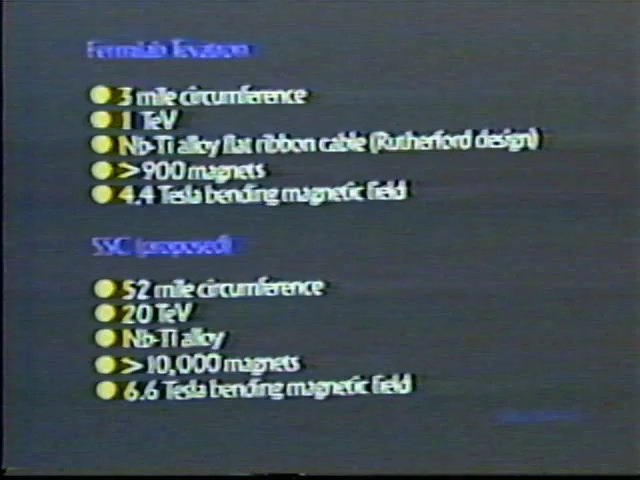 Fermilab Tevatron
3 mile circumference
1 TeV
Nb-Ti alloy flat ribbon cable (Rutherford design)
>900 magnets
4.4 Tesla bending magnetic field
SSC (proposed)
52 mile circumference
20 TeV
Nb-Ti alloy
>10,000 magnets
6.6 Tesla bending magnetic field